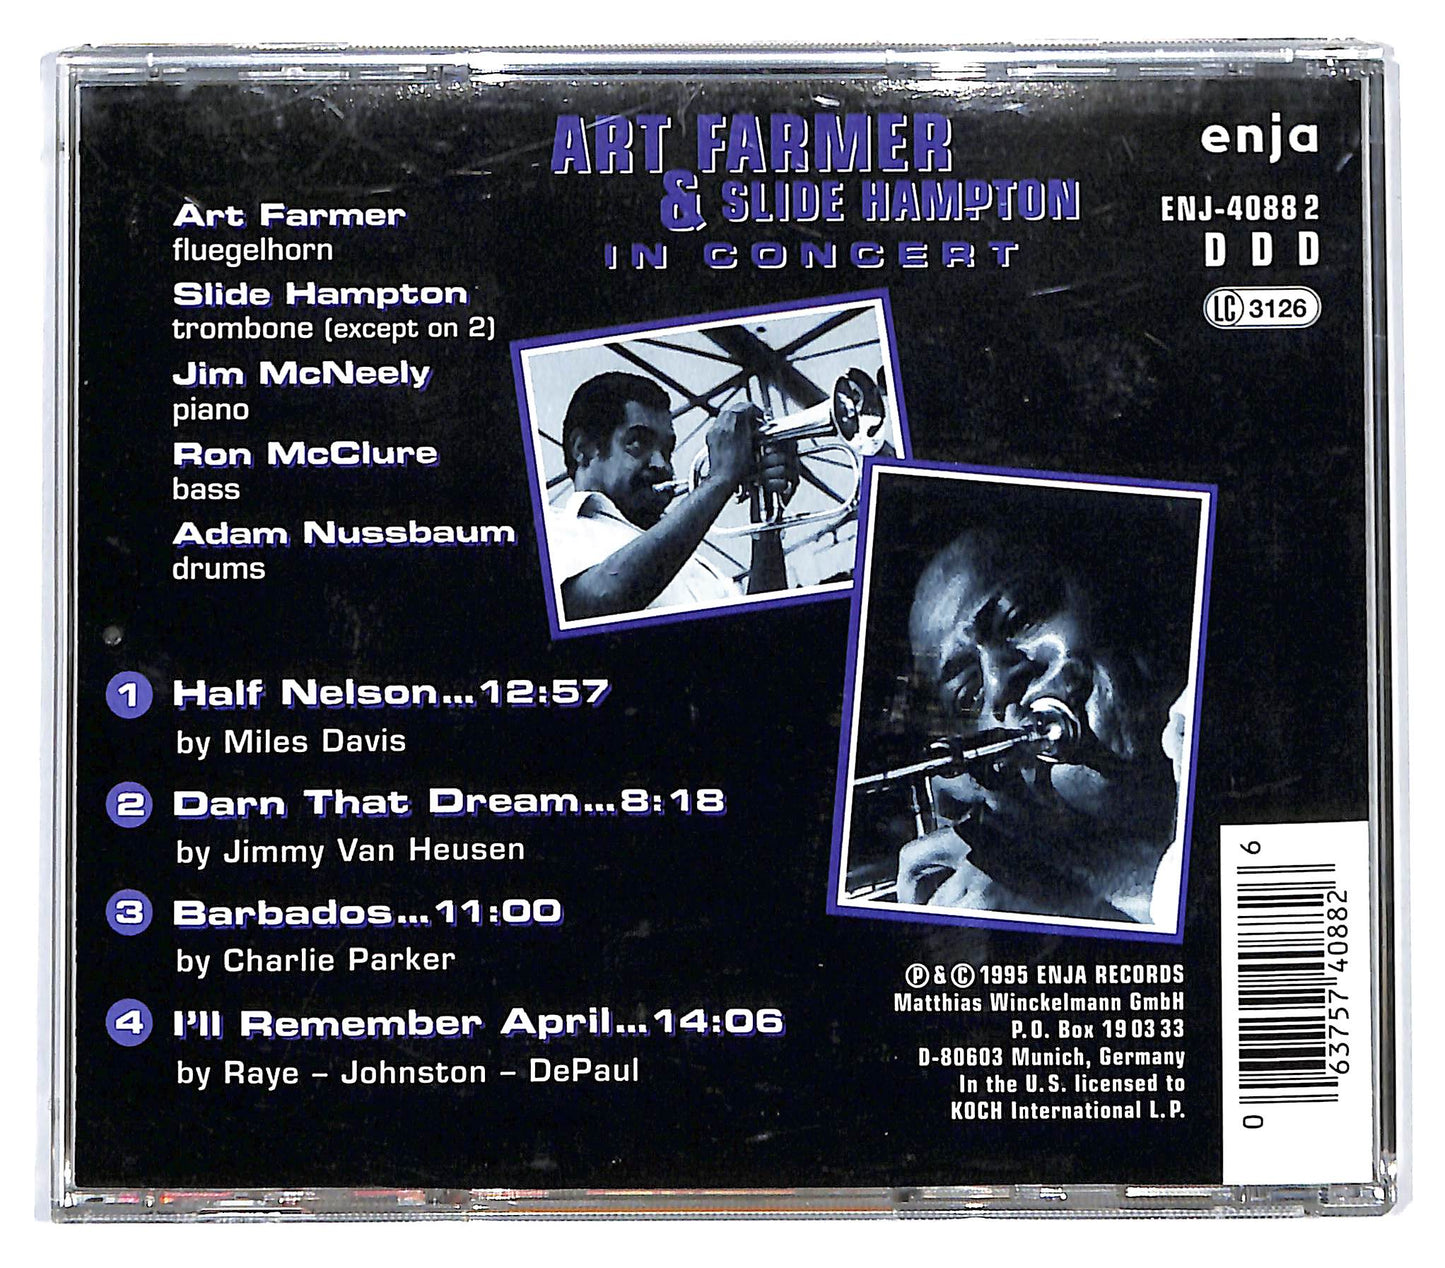 ART FARMER
& SLIDE HAMPTON
IN CONCERT
enja
ENJ-4088 2
D D D
LC 3126
Art Farmer
fluegelhorn
Slide Hampton
trombone (except on 2)
Jim McNeely
piano
Ron McClure
bass
Adam Nussbaum
drums
1 Half Nelson...12:57
by Miles Davis
2 Darn That Dream...8:18
by Jimmy Van Heusen
3 Barbados...11:00
by Charlie Parker
4 I'll Remember April...14:06
by Raye – Johnston – DePaul
℗ & © 1995 ENJA RECORDS
Matthias Winckelmann GmbH
P.O. Box 19 03 33
D-80603 Munich, Germany
In the U.S. licensed to
KOCH International L.P.
0 63757 40882 6